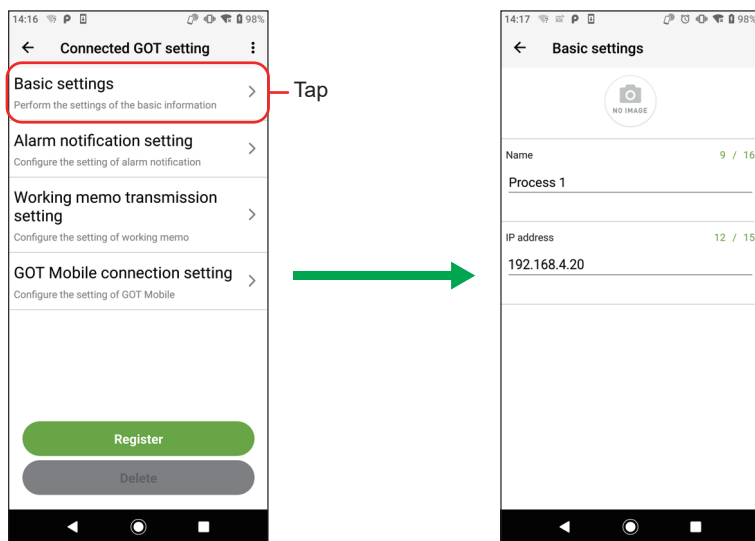 14:16 98%
Connected GOT setting
Basic settings
Perform the settings of the basic information
Tap
Alarm notification setting
Configure the setting of alarm notification
Working memo transmission
setting
Configure the setting of working memo
GOT Mobile connection setting
Configure the setting of GOT Mobile
Register
Delete
14:17 98%
Basic settings
NO IMAGE
Name 9 / 16
Process 1
IP address 12 / 15
192.168.4.20